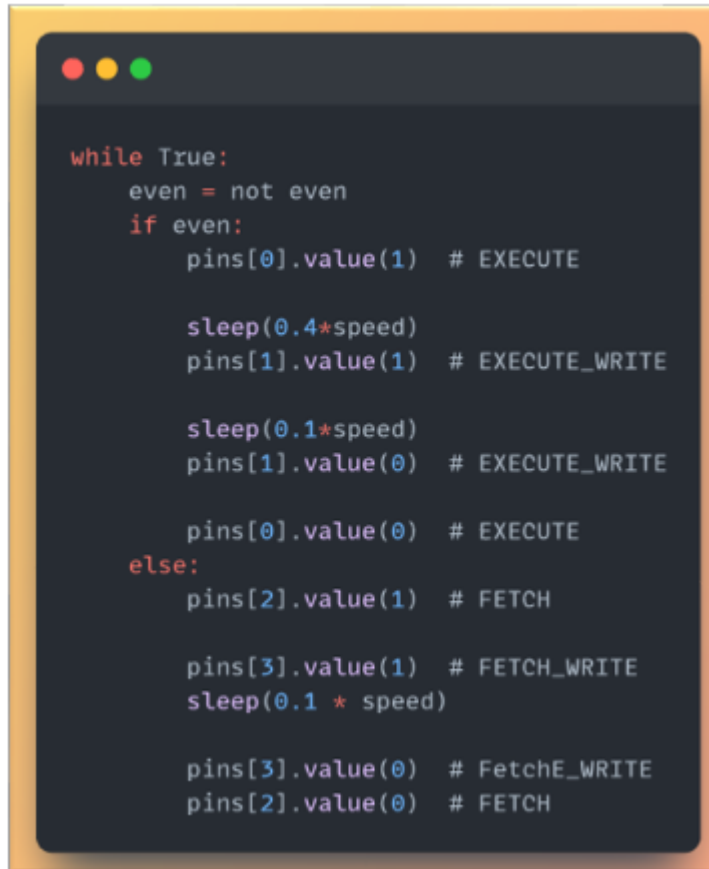 while True:
    even = not even
    if even:
        pins[0].value(1)  # EXECUTE
        sleep(0.4*speed)
        pins[1].value(1)  # EXECUTE_WRITE
        sleep(0.1*speed)
        pins[1].value(0)  # EXECUTE_WRITE
        pins[0].value(0)  # EXECUTE
    else:
        pins[2].value(1)  # FETCH
        pins[3].value(1)  # FETCH_WRITE
        sleep(0.1 * speed)
        pins[3].value(0)  # FetchE_WRITE
        pins[2].value(0)  # FETCH